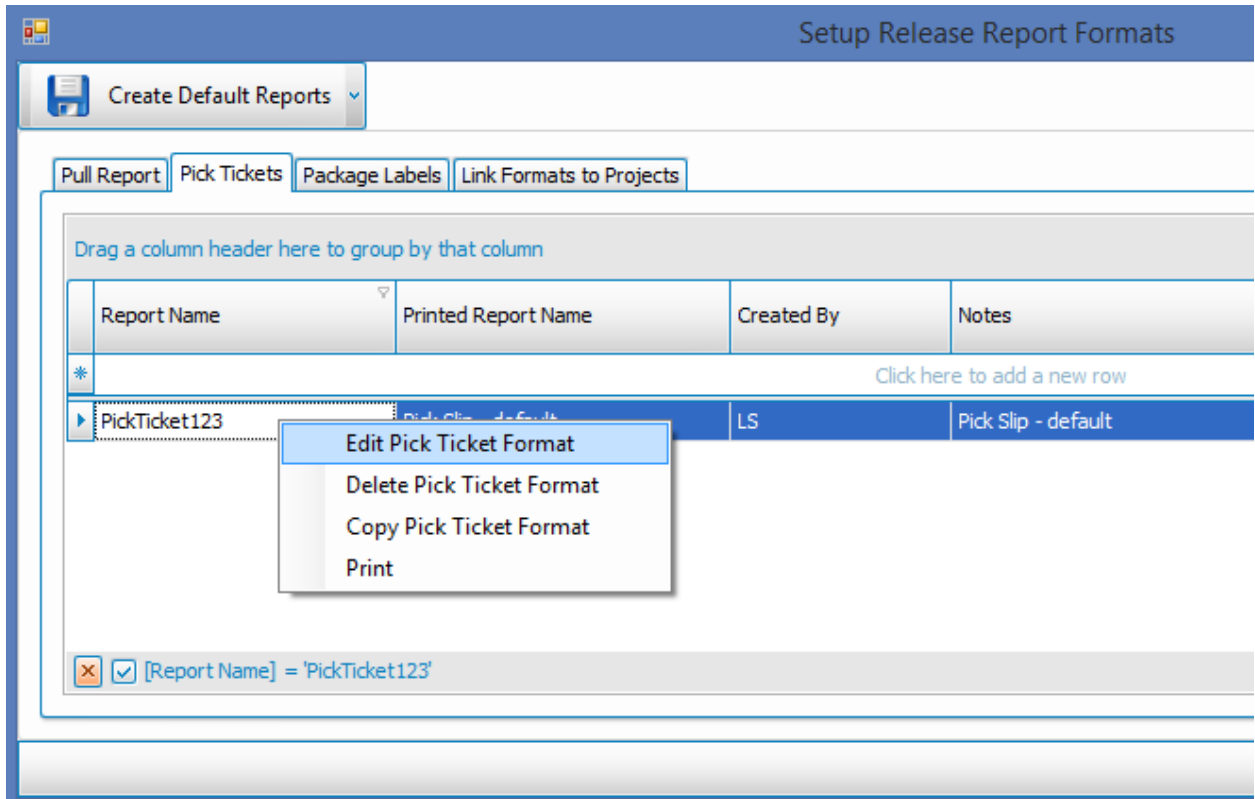 Setup Release Report Formats
Create Default Reports
Pull Report Pick Tickets Package Labels Link Formats to Projects
Drag a column header here to group by that column
Report Name Printed Report Name Created By Notes
Click here to add a new row
PickTicket123 Pick Slip - default LS Pick Slip - default
Edit Pick Ticket Format
Delete Pick Ticket Format
Copy Pick Ticket Format
Print
[Report Name] = 'PickTicket123'